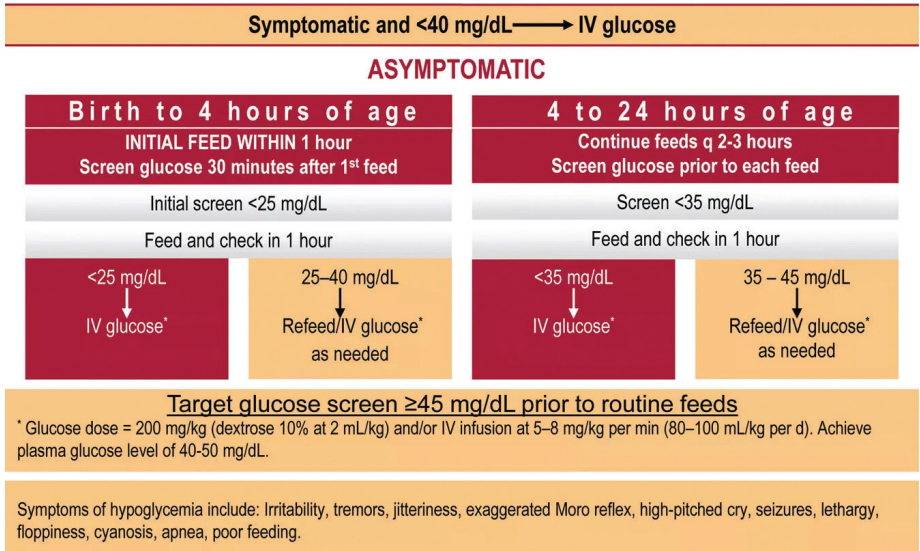 Symptomatic and <40 mg/dL → IV glucose
ASYMPTOMATIC
Birth to 4 hours of age
INITIAL FEED WITHIN 1 hour
Screen glucose 30 minutes after 1st feed
Initial screen <25 mg/dL
Feed and check in 1 hour
<25 mg/dL
IV glucose*
25–40 mg/dL
Refeed/IV glucose*
as needed
4 to 24 hours of age
Continue feeds q 2-3 hours
Screen glucose prior to each feed
Screen <35 mg/dL
Feed and check in 1 hour
<35 mg/dL
IV glucose*
35 – 45 mg/dL
Refeed/IV glucose*
as needed
Target glucose screen ≥45 mg/dL prior to routine feeds
* Glucose dose = 200 mg/kg (dextrose 10% at 2 mL/kg) and/or IV infusion at 5–8 mg/kg per min (80–100 mL/kg per d). Achieve
plasma glucose level of 40-50 mg/dL.
Symptoms of hypoglycemia include: Irritability, tremors, jitteriness, exaggerated Moro reflex, high-pitched cry, seizures, lethargy,
floppiness, cyanosis, apnea, poor feeding.